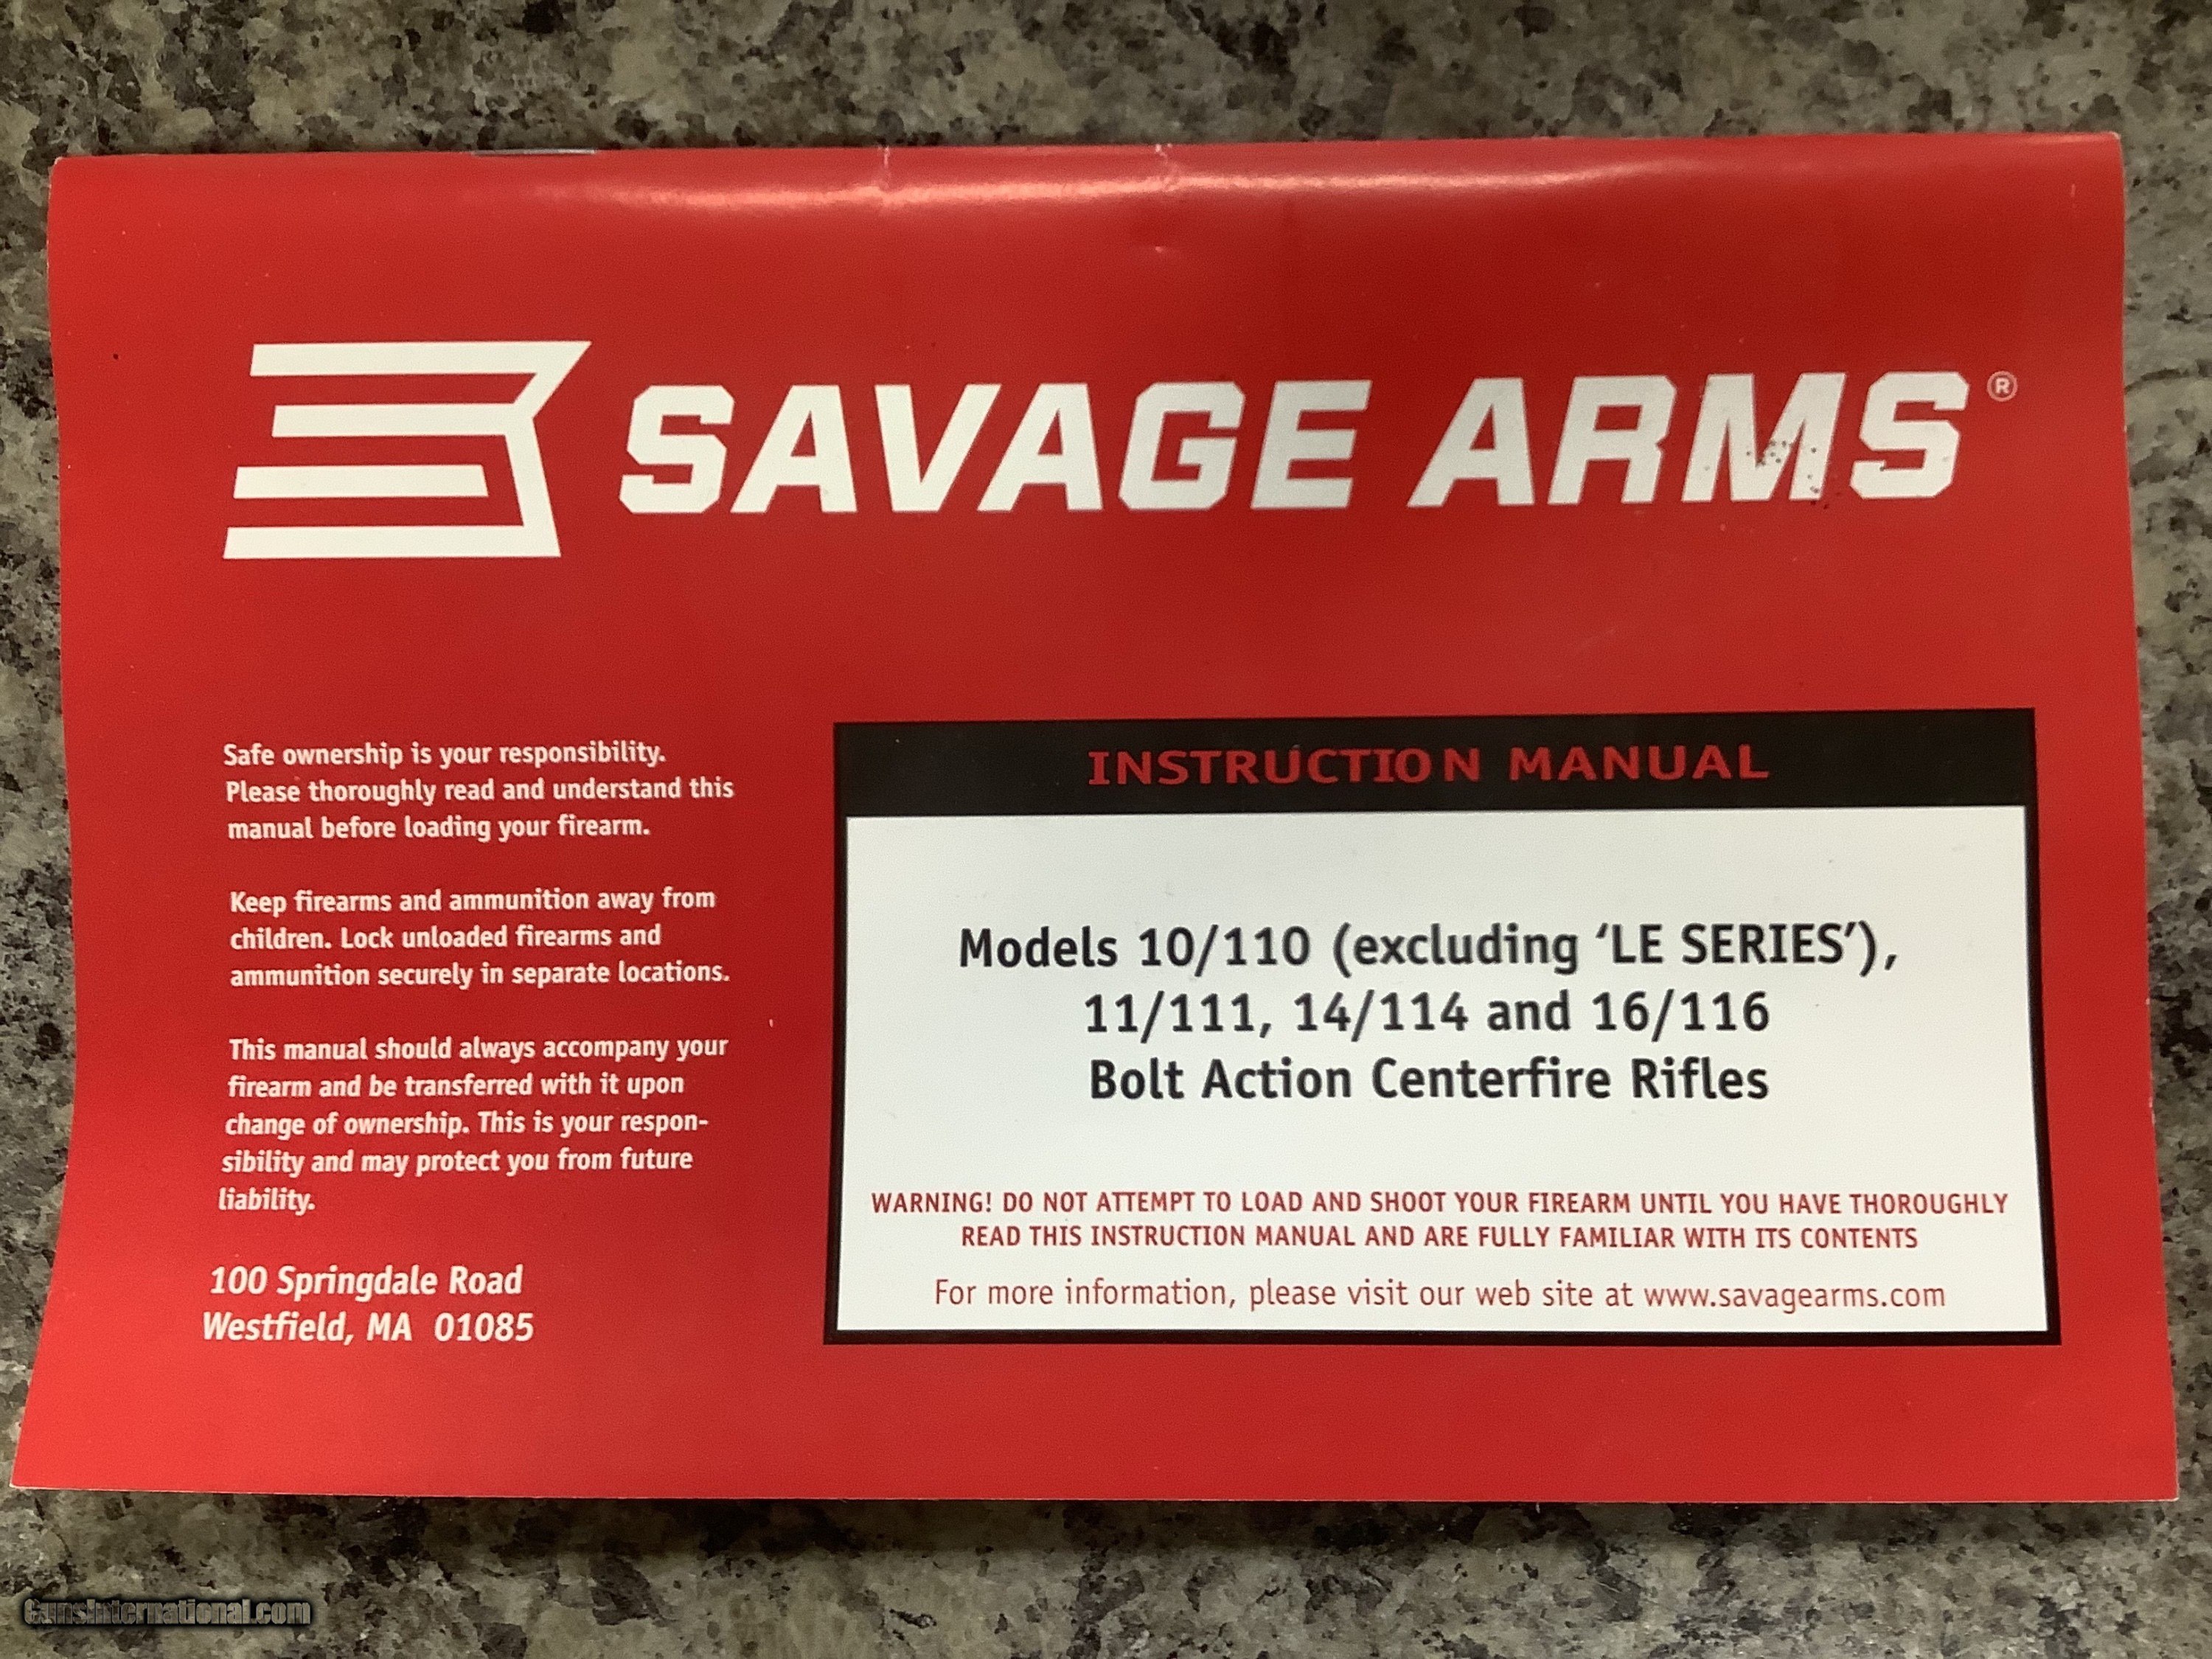 SAVAGE ARMS®
Safe ownership is your responsibility.
Please thoroughly read and understand this
manual before loading your firearm.
Keep firearms and ammunition away from
children. Lock unloaded firearms and
ammunition securely in separate locations.
This manual should always accompany your
firearm and be transferred with it upon
change of ownership. This is your respon-
sibility and may protect you from future
liability.
100 Springdale Road
Westfield, MA 01085
INSTRUCTION MANUAL
Models 10/110 (excluding ‘LE SERIES’),
11/111, 14/114 and 16/116
Bolt Action Centerfire Rifles
WARNING! DO NOT ATTEMPT TO LOAD AND SHOOT YOUR FIREARM UNTIL YOU HAVE THOROUGHLY
READ THIS INSTRUCTION MANUAL AND ARE FULLY FAMILIAR WITH ITS CONTENTS
For more information, please visit our web site at www.savagearms.com
GunsInternational.com